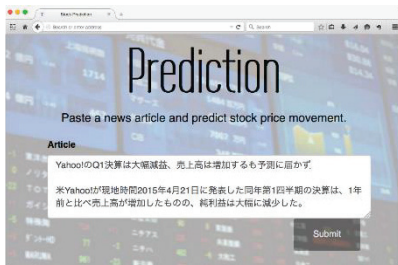 Stock Prediction
Search
Prediction
Paste a news article and predict stock price movement.
Article
Yahoo!のQ1決算は大幅減益、売上高は増加するも予測に届かず
米Yahoo!が現地時間2015年4月21日に発表した同年第1四半期の決算は、1年
前と比べ売上高が増加したものの、純利益は大幅に減少した。
Submit